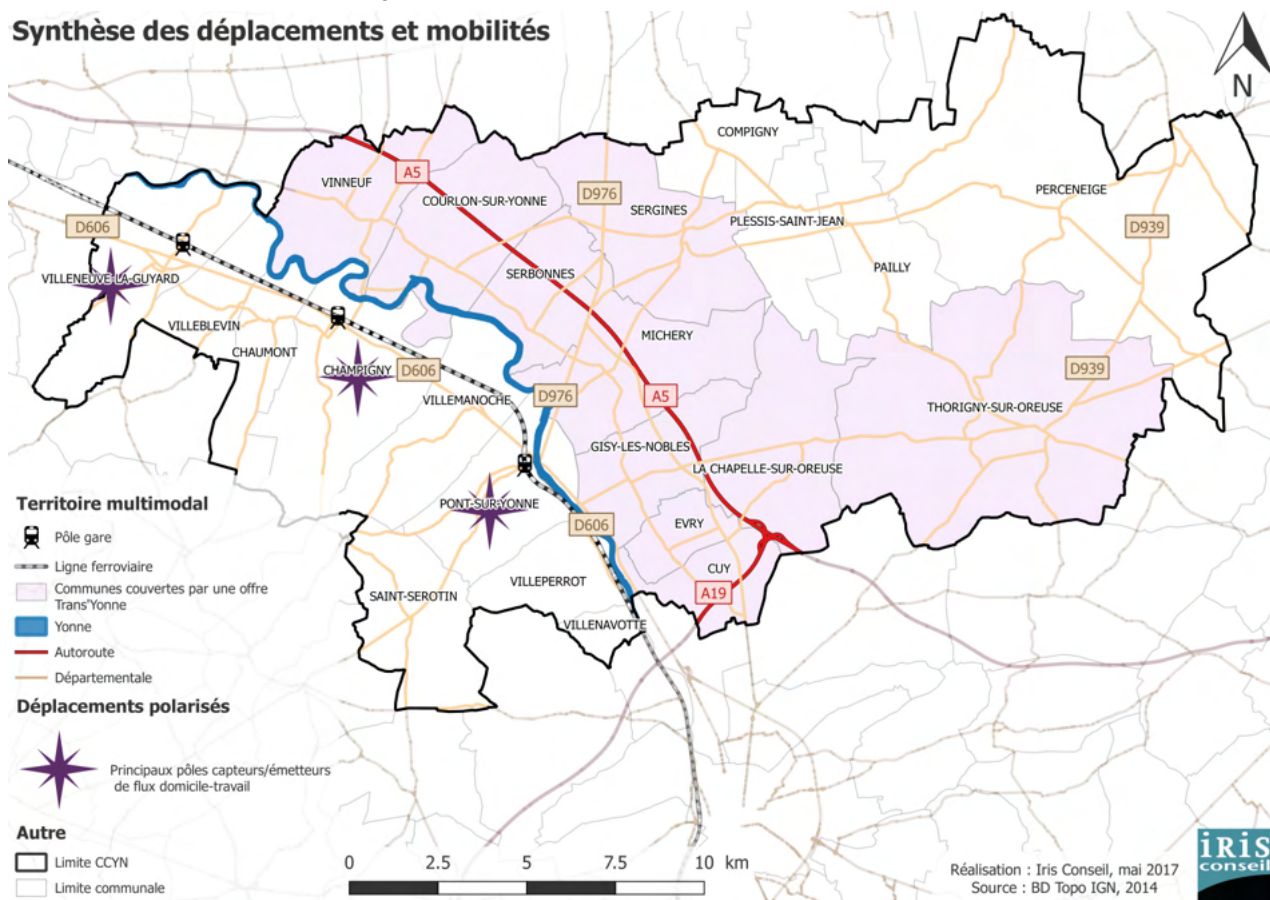 Synthèse des déplacements et mobilités
N
COMPIGNY
VINNEUF
A5
COURLON-SUR-YONNE
D976
SERGINES
PERCENEIGE
PLESSIS-SAINT-JEAN
D606
D939
VILLENEUVE-LA-GUYARD
SERBONNES
PAILLY
VILLEBLEVIN
CHAUMONT
MICHERY
CHAMPIGNY
D606
D939
VILLEMANOCHE
D976
A5
THORIGNY-SUR-OREUSE
GISY-LES-NOBLES
LA CHAPELLE-SUR-OREUSE
PONT-SUR-YONNE
D606
EVRY
CUY
VILLEPERROT
SAINT-SEROTIN
A19
VILLENAVOTTE
Territoire multimodal
Pôle gare
Ligne ferroviaire
Communes couvertes par une offre
Trans'Yonne
Yonne
Autoroute
Départementale
Déplacements polarisés
Principaux pôles capteurs/émetteurs
de flux domicile-travail
Autre
Limite CCYN
Limite communale
0 2.5 5 7.5 10 km
Réalisation : Iris Conseil, mai 2017
Source : BD Topo IGN, 2014
iRiS
conseil